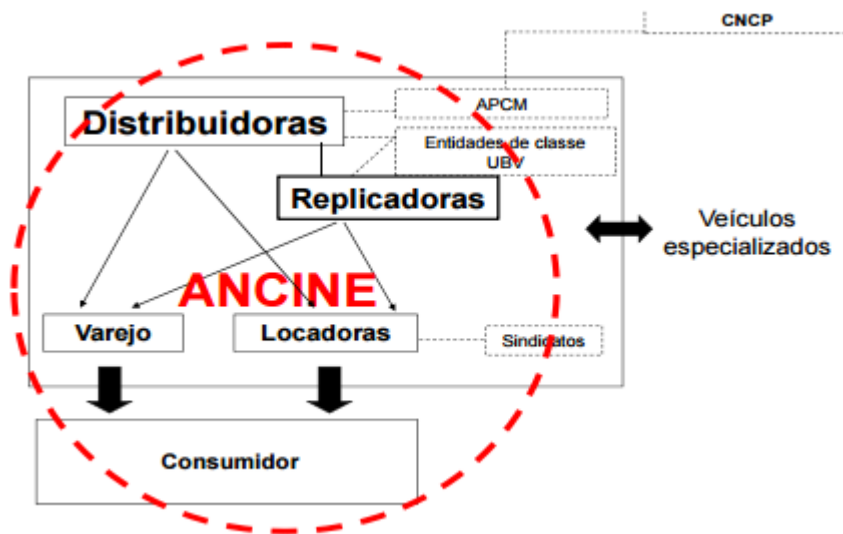 CNCP
APCM
Distribuidoras
Entidades de classe
UBV
Replicadoras
Veículos
especializados
ANCINE
Varejo
Locadoras
Sindicatos
Consumidor